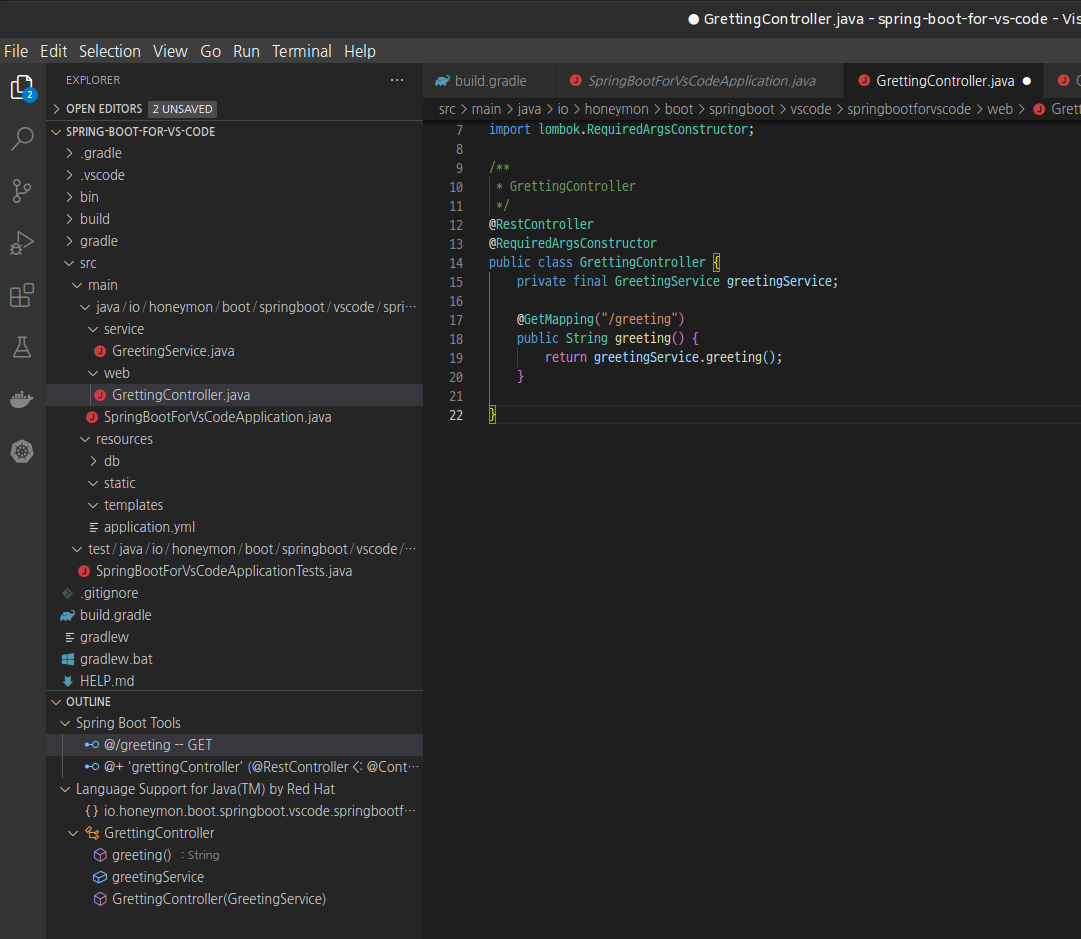 ● GrettingController.java - spring-boot-for-vs-code - Vis
File Edit Selection View Go Run Terminal Help
2
EXPLORER ···
OPEN EDITORS 2 UNSAVED
SPRING-BOOT-FOR-VS-CODE
.gradle
.vscode
bin
build
gradle
src
main
java/io/honeymon/boot/springboot/vscode/spri···
service
GreetingService.java
web
GrettingController.java
SpringBootForVsCodeApplication.java
resources
db
static
templates
application.yml
test/java/io/honeymon/boot/springboot/vscode/···
SpringBootForVsCodeApplicationTests.java
.gitignore
build.gradle
gradlew
gradlew.bat
HELP.md
OUTLINE
Spring Boot Tools
@/greeting -- GET
@+ 'grettingController' (@RestController <: @Cont···
Language Support for Java(TM) by Red Hat
{} io.honeymon.boot.springboot.vscode.springbootf···
GrettingController
greeting() : String
greetingService
GrettingController(GreetingService)
build.gradle SpringBootForVsCodeApplication.java GrettingController.java ●
src > main > java > io > honeymon > boot > springboot > vscode > springbootforvscode > web > Grett
7 import lombok.RequiredArgsConstructor;
8
9 /**
10 * GrettingController
11 */
12 @RestController
13 @RequiredArgsConstructor
14 public class GrettingController {
15 private final GreetingService greetingService;
16
17 @GetMapping("/greeting")
18 public String greeting() {
19 return greetingService.greeting();
20 }
21
22 }